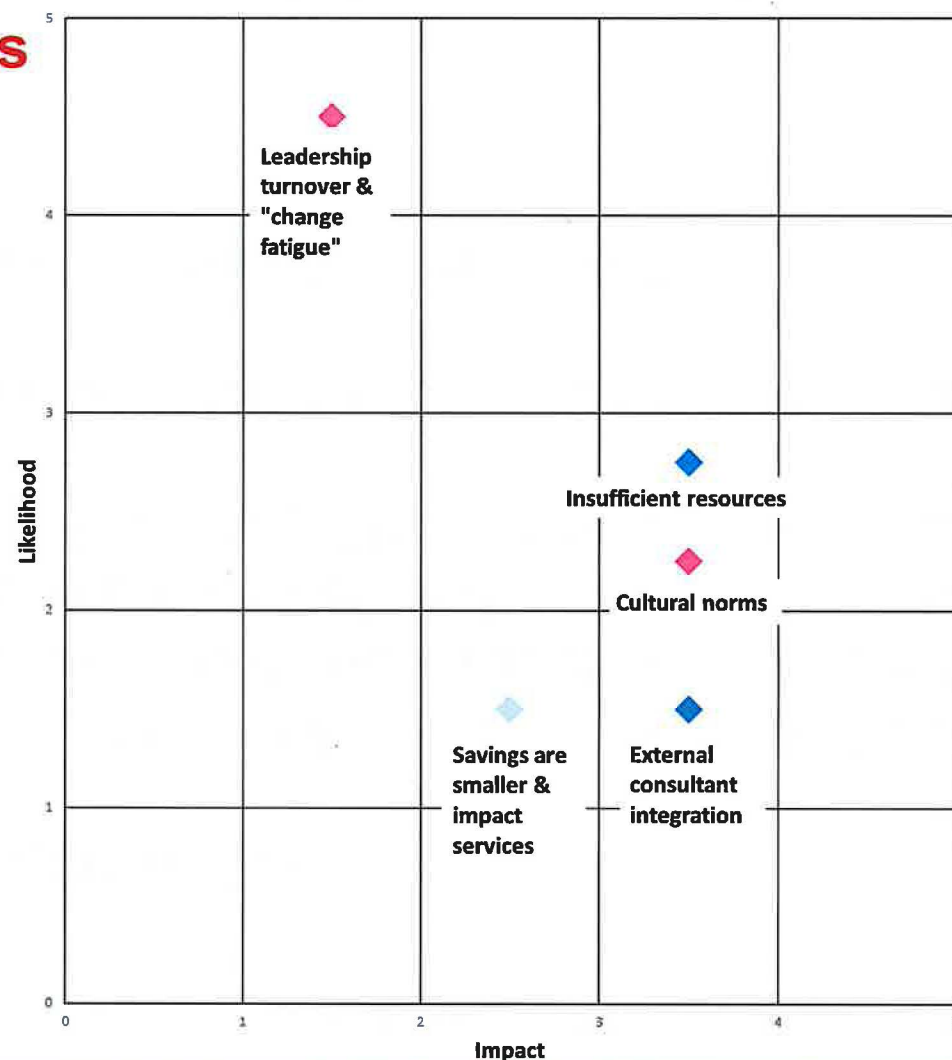 5
s
Leadership
turnover &
"change
fatigue"
4
3
Likelihood
Insufficient resources
Cultural norms
2
Savings are
smaller &
impact
services
External
consultant
integration
1
0
0 1 2 3 4
Impact